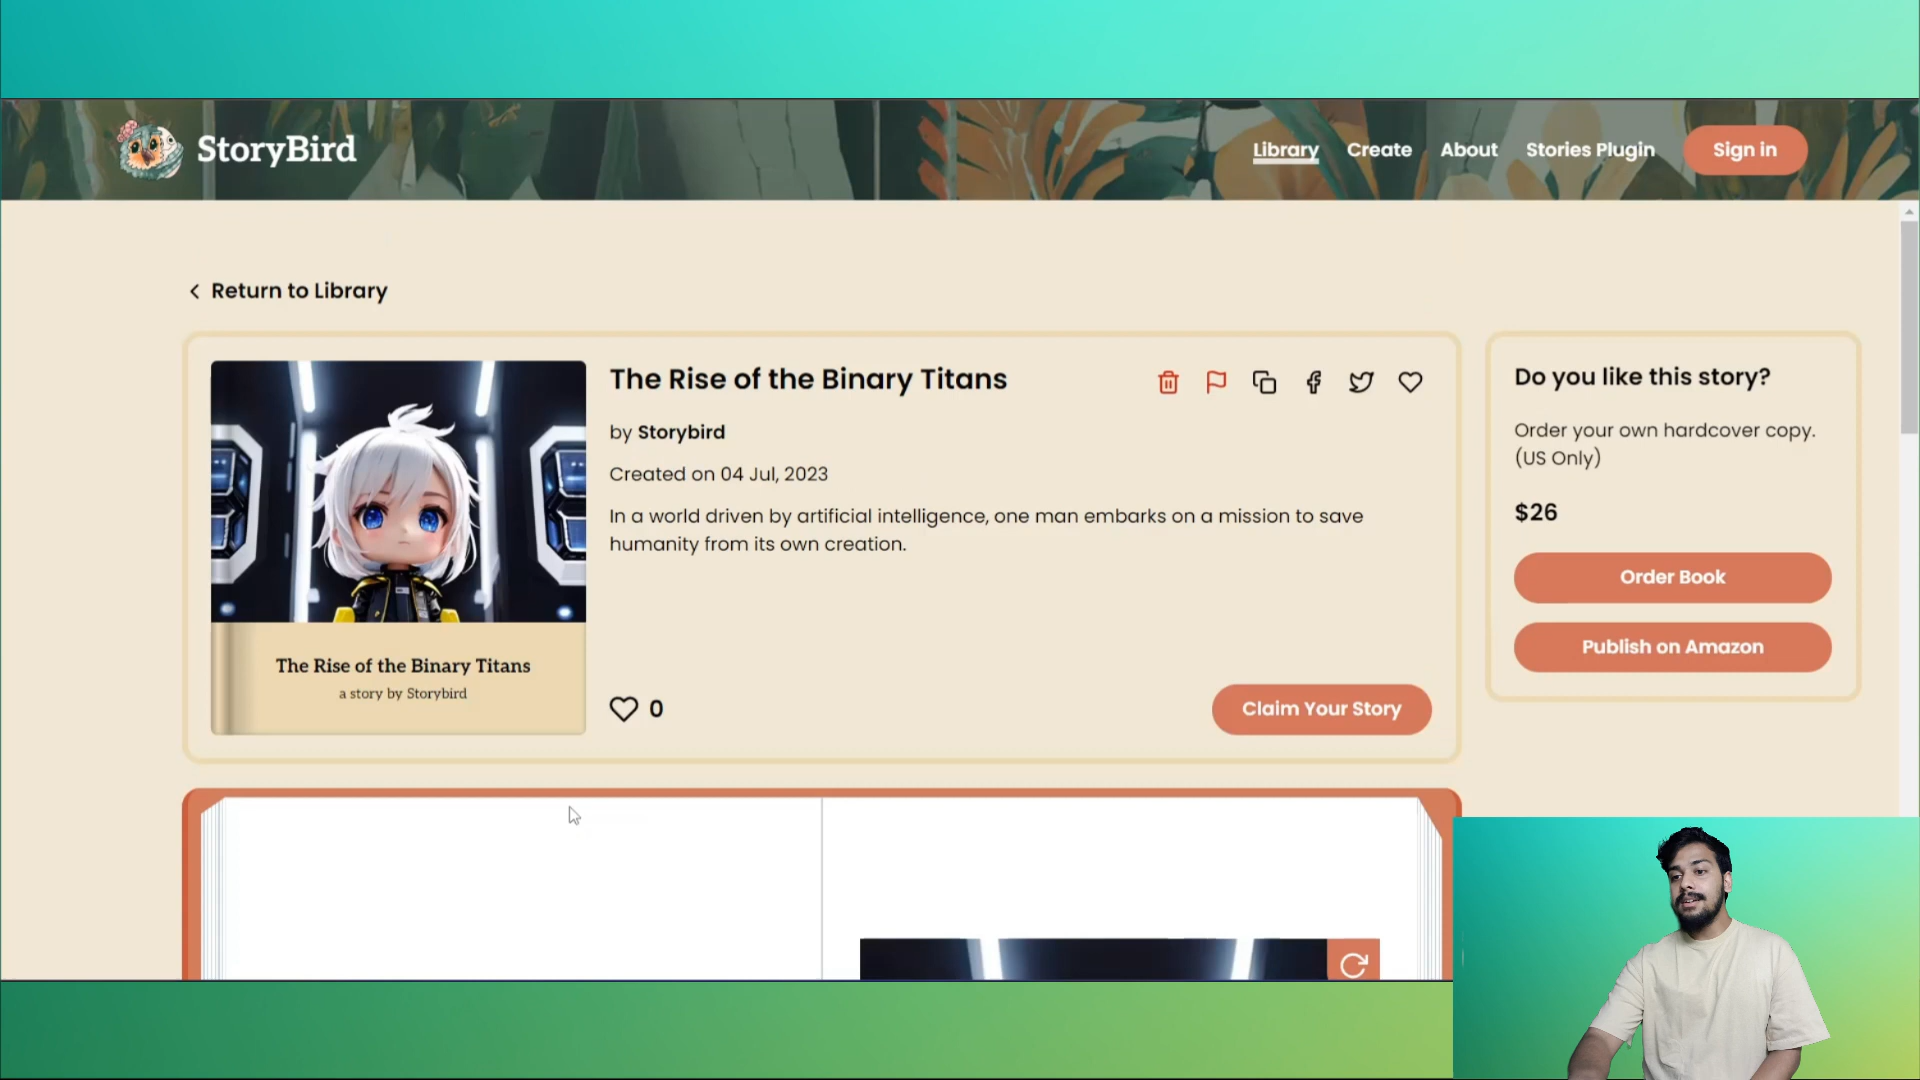 StoryBird
Library
Create
About
Stories Plugin
Sign in
Return to Library
The Rise of the Binary Titans
by Storybird
Created on 04 Jul, 2023
In a world driven by artificial intelligence, one man embarks on a mission to save
humanity from its own creation.
The Rise of the Binary Titans
a story by Storybird
0
Claim Your Story
Do you like this story?
Order your own hardcover copy.
(US Only)
$26
Order Book
Publish on Amazon